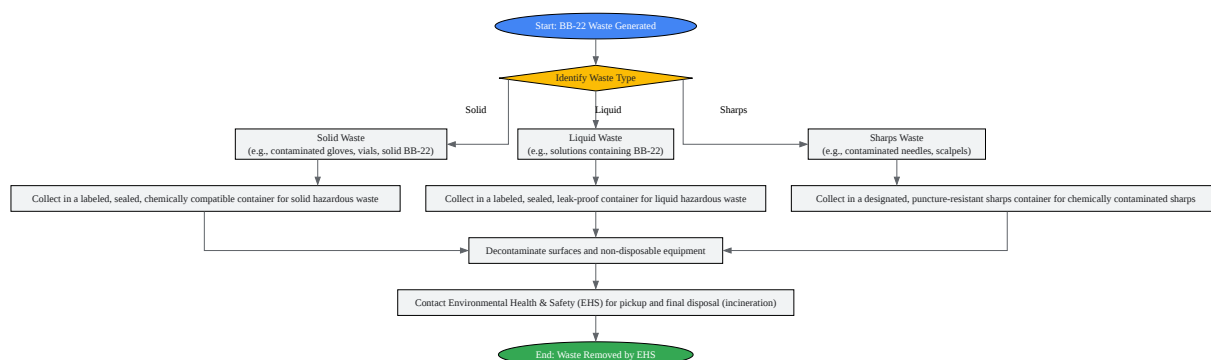 Start: BB-22 Waste Generated
Identify Waste Type
Solid
Liquid
Sharps
Solid Waste
(e.g., contaminated gloves, vials, solid BB-22)
Liquid Waste
(e.g., solutions containing BB-22)
Sharps Waste
(e.g., contaminated needles, scalpels)
Collect in a labeled, sealed, chemically compatible container for solid hazardous waste
Collect in a labeled, sealed, leak-proof container for liquid hazardous waste
Collect in a designated, puncture-resistant sharps container for chemically contaminated sharps
Decontaminate surfaces and non-disposable equipment
Contact Environmental Health & Safety (EHS) for pickup and final disposal (incineration)
End: Waste Removed by EHS